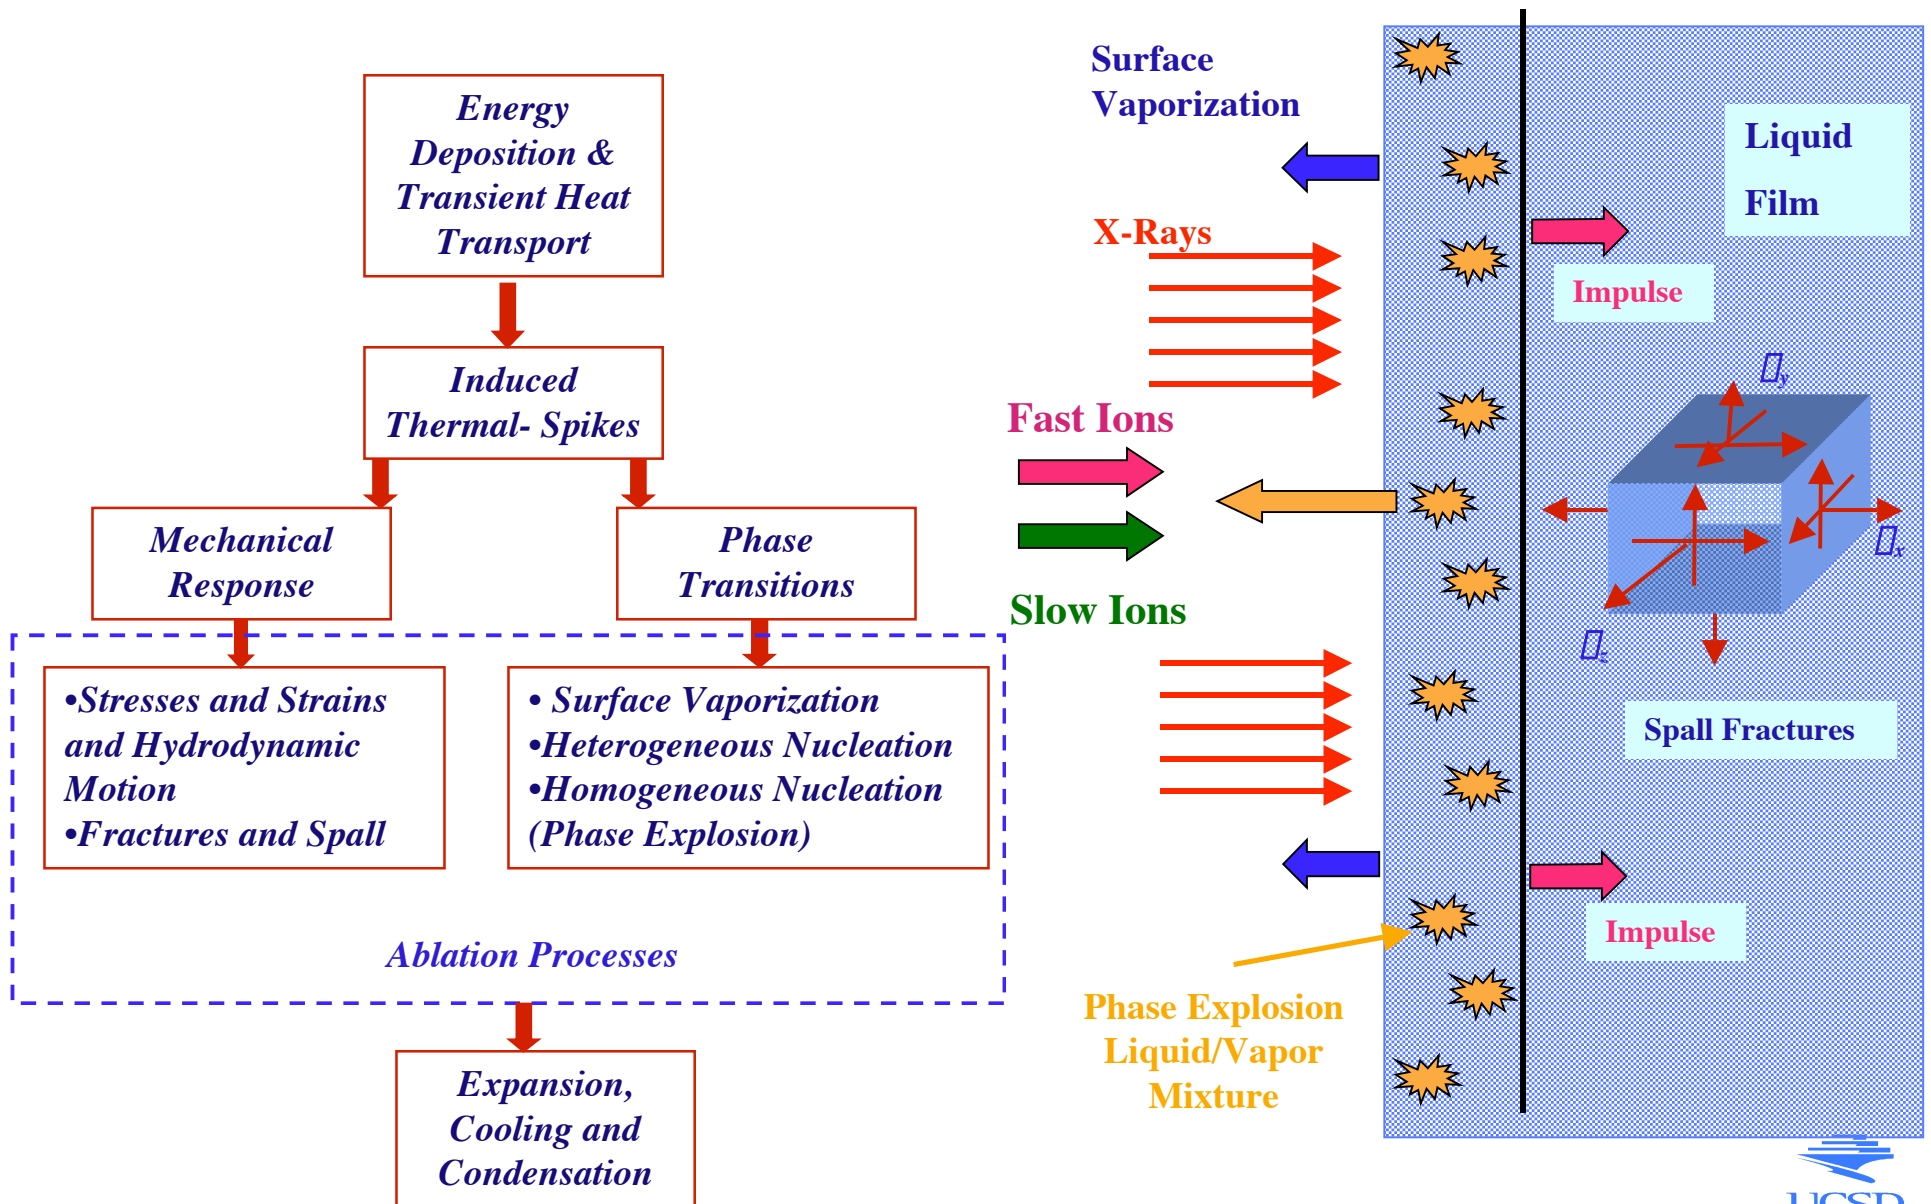 Energy
Deposition &
Transient Heat
Transport
Induced
Thermal- Spikes
Mechanical
Response
Phase
Transitions
•Stresses and Strains
and Hydrodynamic
Motion
•Fractures and Spall
• Surface Vaporization
•Heterogeneous Nucleation
•Homogeneous Nucleation
(Phase Explosion)
Ablation Processes
Expansion,
Cooling and
Condensation
Surface
Vaporization
X-Rays
Fast Ions
Slow Ions
Phase Explosion
Liquid/Vapor
Mixture
Liquid
Film
Impulse
y
x
z
Spall Fractures
Impulse
UCSD